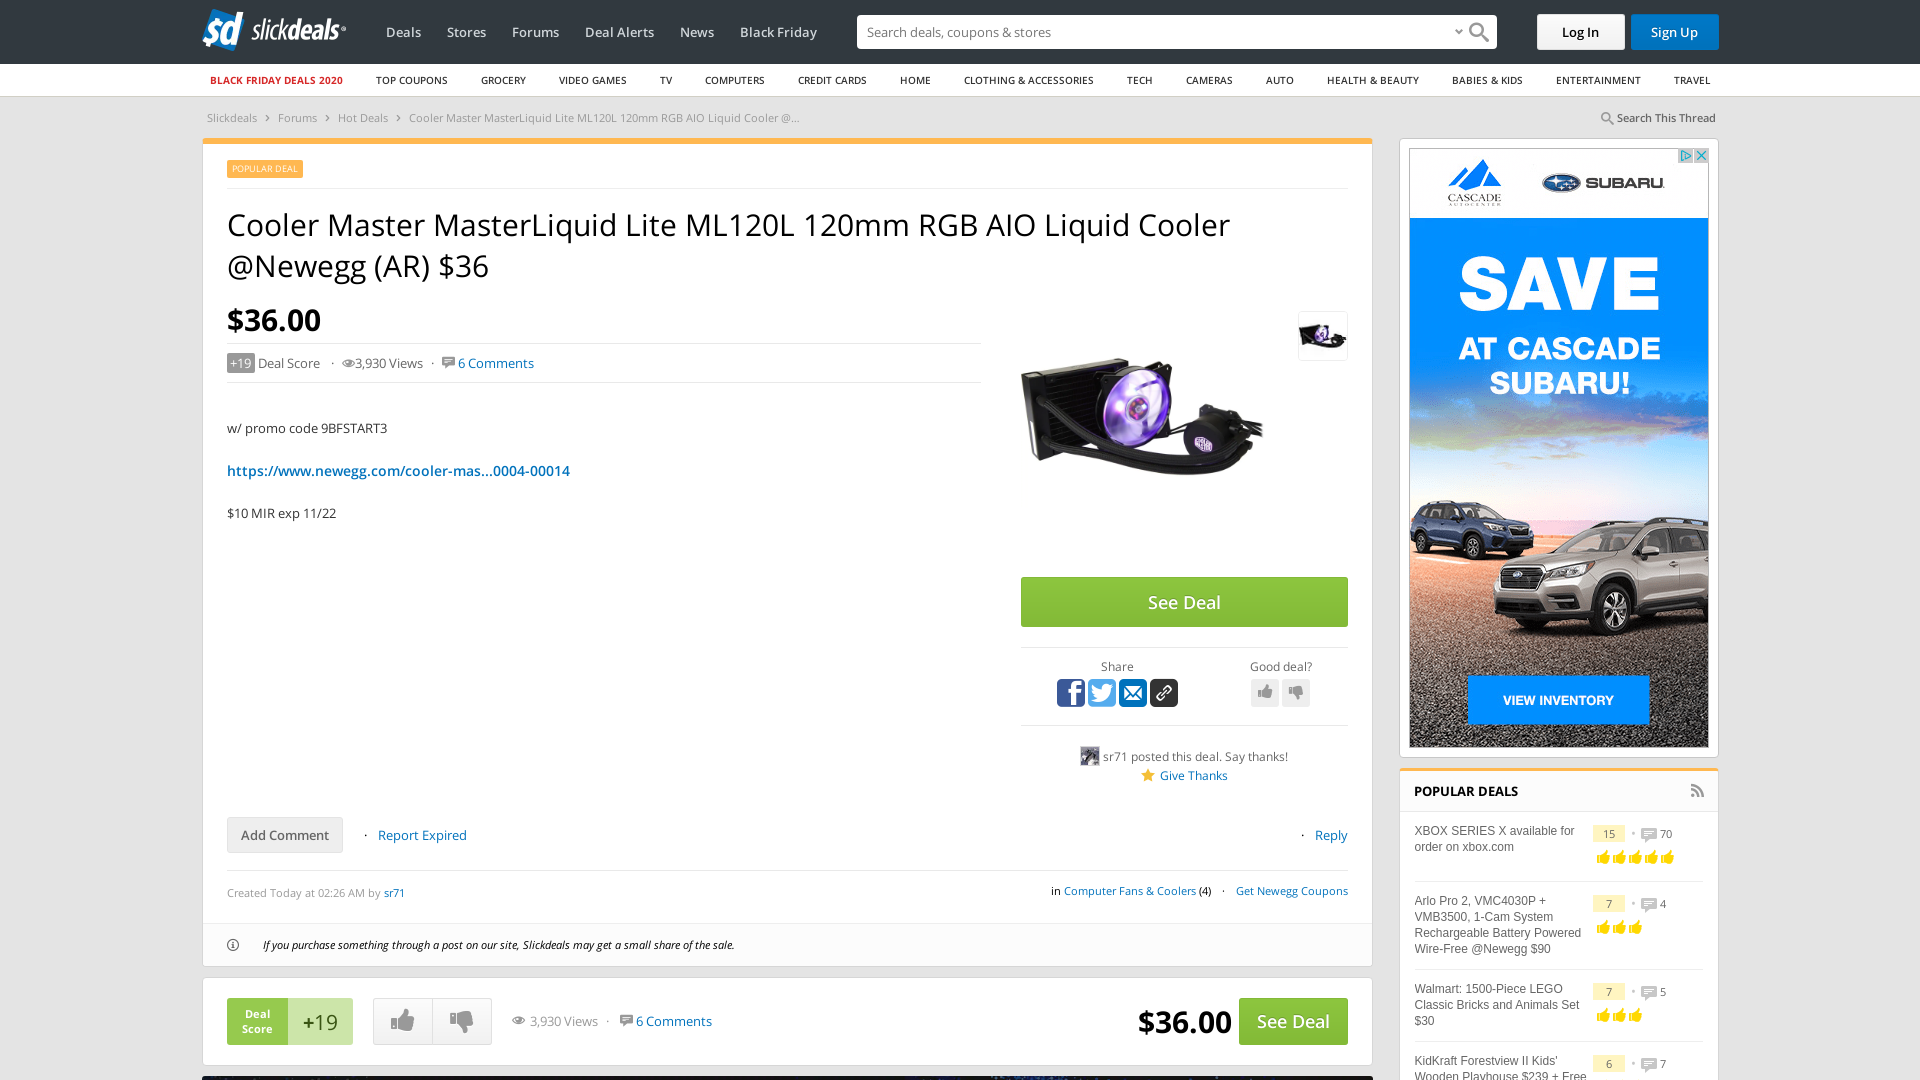 sd slickdeals
Deals Stores Forums Deal Alerts News Black Friday
Search deals, coupons & stores
Log In Sign Up
BLACK FRIDAY DEALS 2020 TOP COUPONS GROCERY VIDEO GAMES TV COMPUTERS CREDIT CARDS HOME CLOTHING & ACCESSORIES TECH CAMERAS AUTO HEALTH & BEAUTY BABIES & KIDS ENTERTAINMENT TRAVEL
Slickdeals › Forums › Hot Deals › Cooler Master MasterLiquid Lite ML120L 120mm RGB AIO Liquid Cooler @...
Search This Thread
POPULAR DEAL
Cooler Master MasterLiquid Lite ML120L 120mm RGB AIO Liquid Cooler
@Newegg (AR) $36
$36.00
+19 Deal Score · 3,930 Views · 6 Comments
w/ promo code 9BFSTART3
https://www.newegg.com/cooler-mas...0004-00014
$10 MIR exp 11/22
See Deal
Share
Good deal?
sr71 posted this deal. Say thanks!
Give Thanks
Add Comment · Report Expired
· Reply
Created Today at 02:26 AM by sr71
in Computer Fans & Coolers (4) · Get Newegg Coupons
If you purchase something through a post on our site, Slickdeals may get a small share of the sale.
Deal
Score
+19
3,930 Views · 6 Comments
$36.00
See Deal
CASCADE
AUTOCENTER
SUBARU.
SAVE
AT CASCADE
SUBARU!
VIEW INVENTORY
POPULAR DEALS
XBOX SERIES X available for
order on xbox.com
15 • 70
Arlo Pro 2, VMC4030P +
VMB3500, 1-Cam System
Rechargeable Battery Powered
Wire-Free @Newegg $90
7 • 4
Walmart: 1500-Piece LEGO
Classic Bricks and Animals Set
$30
7 • 5
KidKraft Forestview II Kids'
Wooden Playhouse $239 + Free
6 • 7